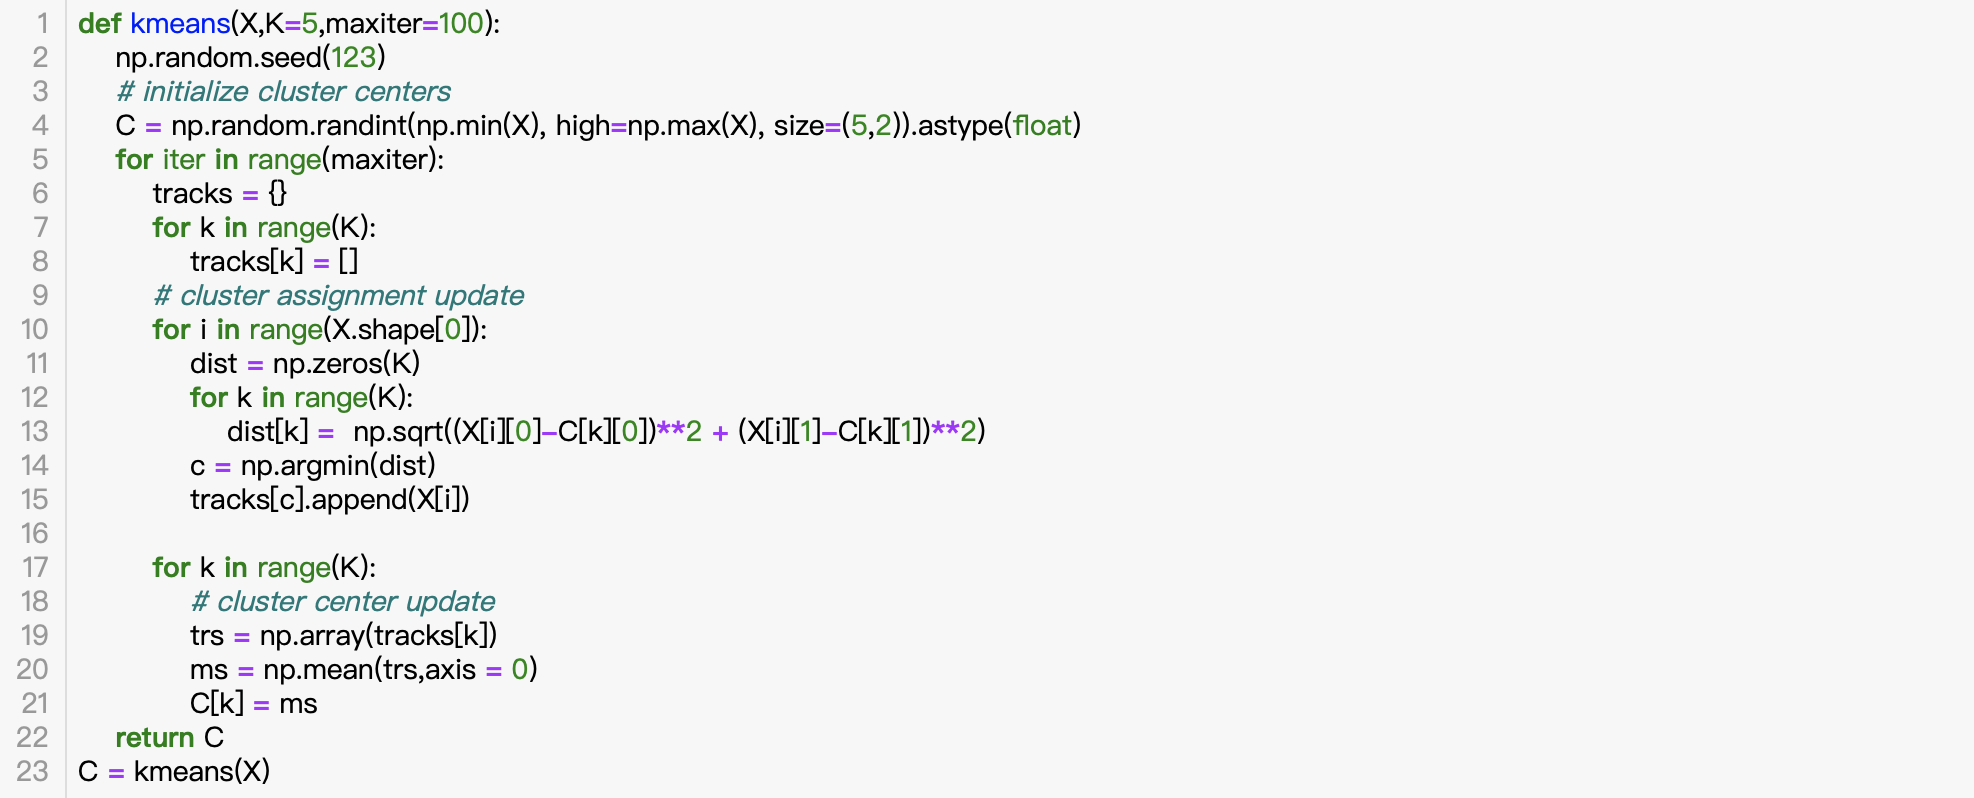 1 def kmeans(X,K=5,maxiter=100):
2     np.random.seed(123)
3     # initialize cluster centers
4     C = np.random.randint(np.min(X), high=np.max(X), size=(5,2)).astype(float)
5     for iter in range(maxiter):
6         tracks = {}
7         for k in range(K):
8             tracks[k] = []
9         # cluster assignment update
10         for i in range(X.shape[0]):
11             dist = np.zeros(K)
12             for k in range(K):
13                 dist[k] =  np.sqrt((X[i][0]-C[k][0])**2 + (X[i][1]-C[k][1])**2)
14             c = np.argmin(dist)
15             tracks[c].append(X[i])
16
17         for k in range(K):
18             # cluster center update
19             trs = np.array(tracks[k])
20             ms = np.mean(trs,axis = 0)
21             C[k] = ms
22     return C
23 C = kmeans(X)